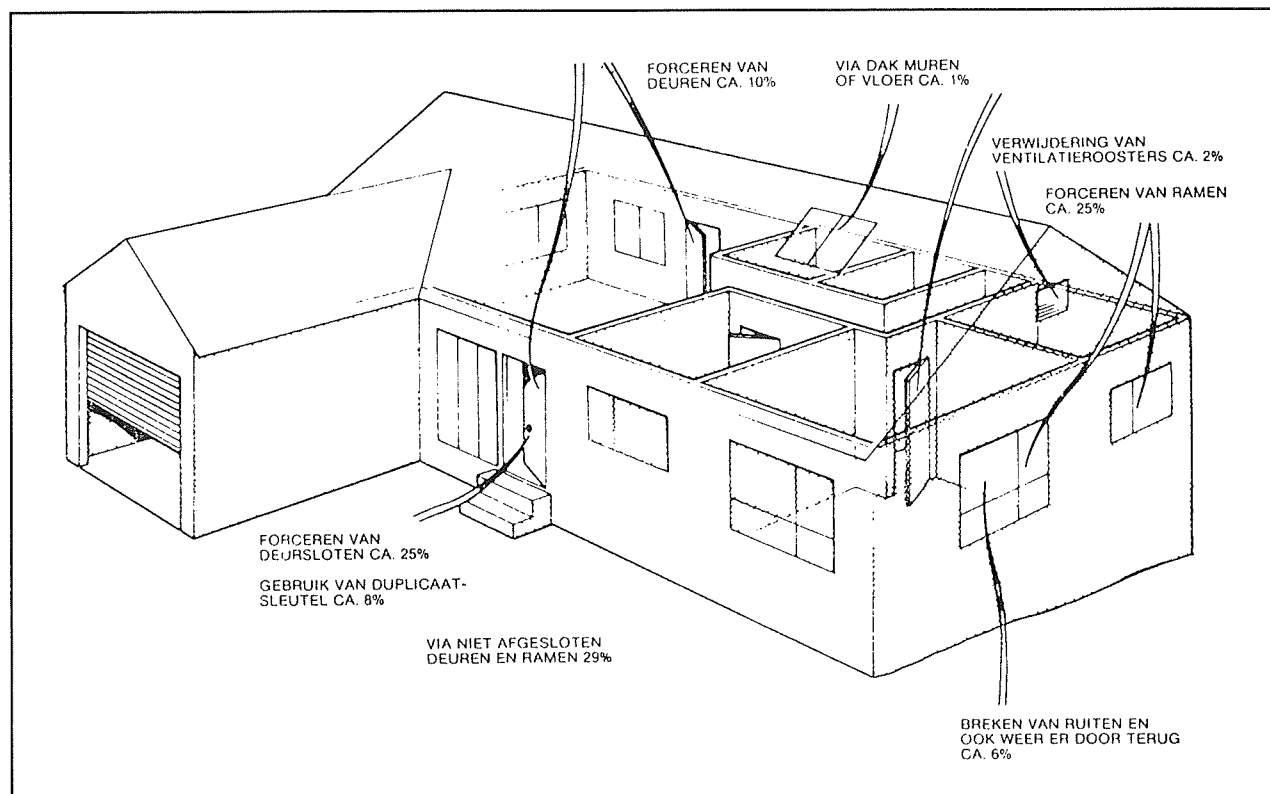 FORCEREN VAN
DEUREN CA. 10%
VIA DAK MUREN
OF VLOER CA. 1%
VERWIJDERING VAN
VENTILATIEROOSTERS CA. 2%
FORCEREN VAN RAMEN
CA. 25%
FORCEREN VAN
DEURSLOTEN CA. 25%
GEBRUIK VAN DUPLICAAT-
SLEUTEL CA. 8%
VIA NIET AFGESLOTEN
DEUREN EN RAMEN 29%
BREKEN VAN RUITEN EN
OOK WEER ER DOOR TERUG
CA. 6%